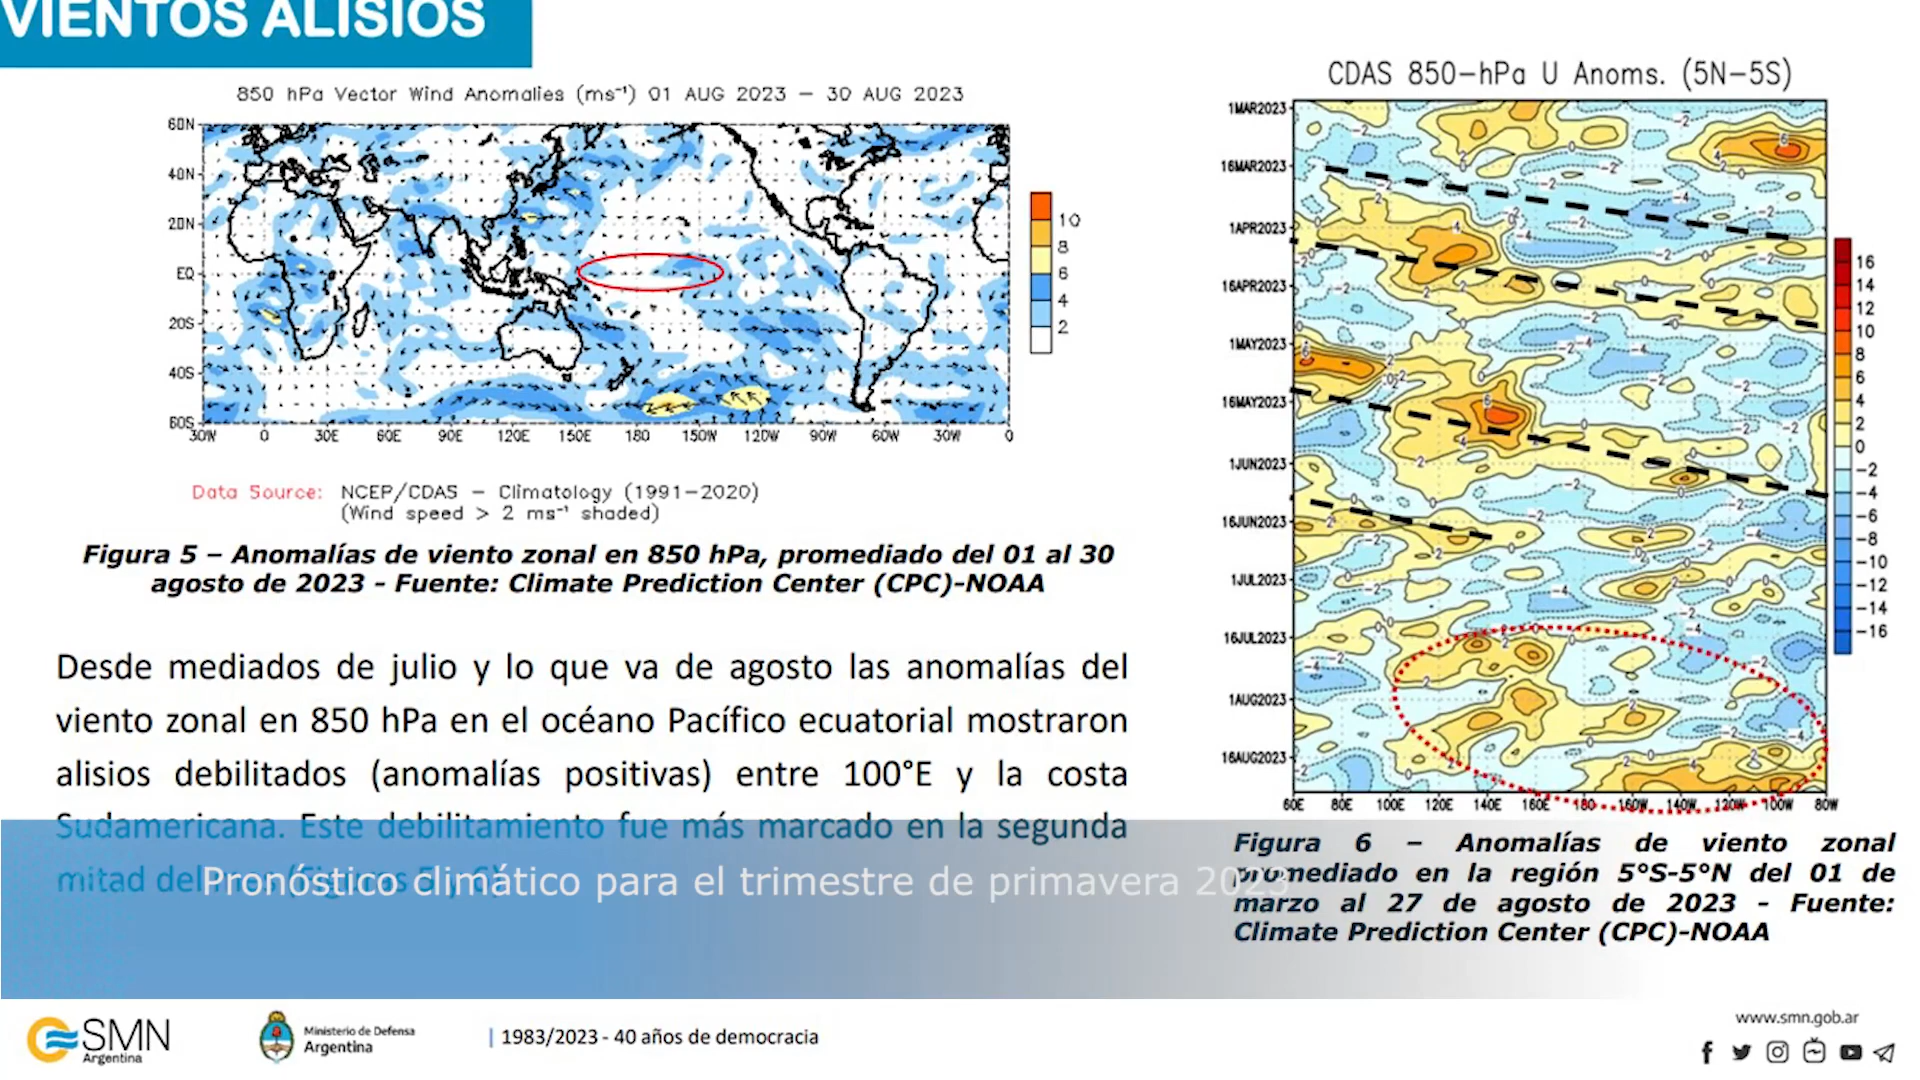 VIENTOS ALISIOS
850 hPa Vector Wind Anomalies (ms⁻¹) 01 AUG 2023 – 30 AUG 2023
60N
40N
20N
EQ
20S
40S
60S
30W 0 30E 60E 90E 120E 150E 180 150W 120W 90W 60W 30W 0
10
8
6
4
2
Data Source: NCEP/CDAS – Climatology (1991–2020)
(Wind speed > 2 ms⁻¹ shaded)
Figura 5 – Anomalías de viento zonal en 850 hPa, promediado del 01 al 30
agosto de 2023 - Fuente: Climate Prediction Center (CPC)-NOAA
Desde mediados de julio y lo que va de agosto las anomalías del
viento zonal en 850 hPa en el océano Pacífico ecuatorial mostraron
alisios debilitados (anomalías positivas) entre 100°E y la costa
Sudamericana. Este debilitamiento fue más marcado en la segunda
mitad del
Pronóstico climático para el trimestre de primavera 2023
CDAS 850–hPa U Anoms. (5N–5S)
1MAR2023
16MAR2023
1APR2023
16APR2023
1MAY2023
16MAY2023
1JUN2023
16JUN2023
1JUL2023
16JUL2023
1AUG2023
16AUG2023
60E 80E 100E 120E 140E 160E 180 160W 140W 120W 100W 80W
16
14
12
10
8
6
4
2
0
−2
−4
−6
−8
−10
−12
−14
−16
Figura 6 – Anomalías de viento zonal
promediado en la región 5°S-5°N del 01 de
marzo al 27 de agosto de 2023 - Fuente:
Climate Prediction Center (CPC)-NOAA
SMN
Argentina
Ministerio de Defensa
Argentina
| 1983/2023 - 40 años de democracia
www.smn.gob.ar